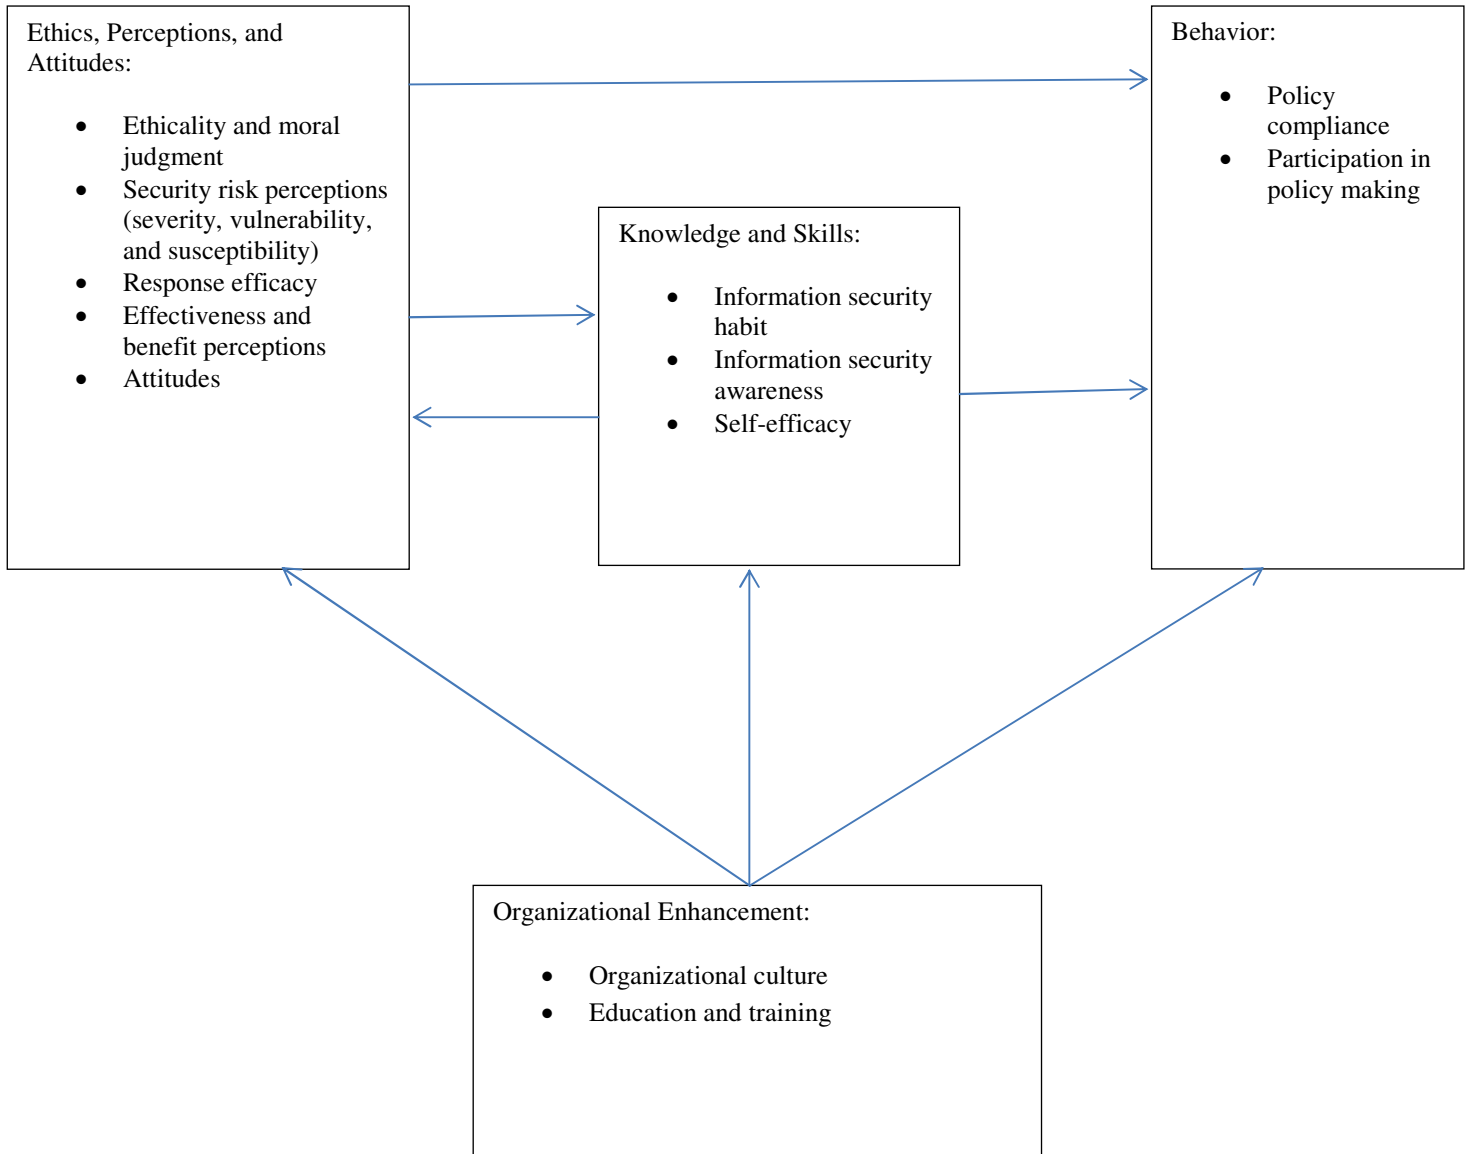 Ethics, Perceptions, and
Attitudes:
• Ethicality and moral
judgment
• Security risk perceptions
(severity, vulnerability,
and susceptibility)
• Response efficacy
• Effectiveness and
benefit perceptions
• Attitudes
Knowledge and Skills:
• Information security
habit
• Information security
awareness
• Self-efficacy
Behavior:
• Policy
compliance
• Participation in
policy making
Organizational Enhancement:
• Organizational culture
• Education and training